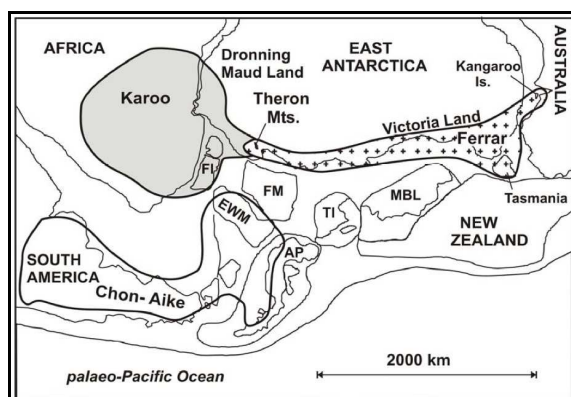 AFRICA
Dronning
Maud Land
EAST
ANTARCTICA
AUSTRALIA
Kangaroo
Is.
Karoo
Theron
Mts.
Victoria Land
Ferrar
FI
FM
EWM
TI
MBL
Tasmania
NEW
ZEALAND
AP
SOUTH
AMERICA
Chon-Aike
2000 km
palaeo-Pacific Ocean